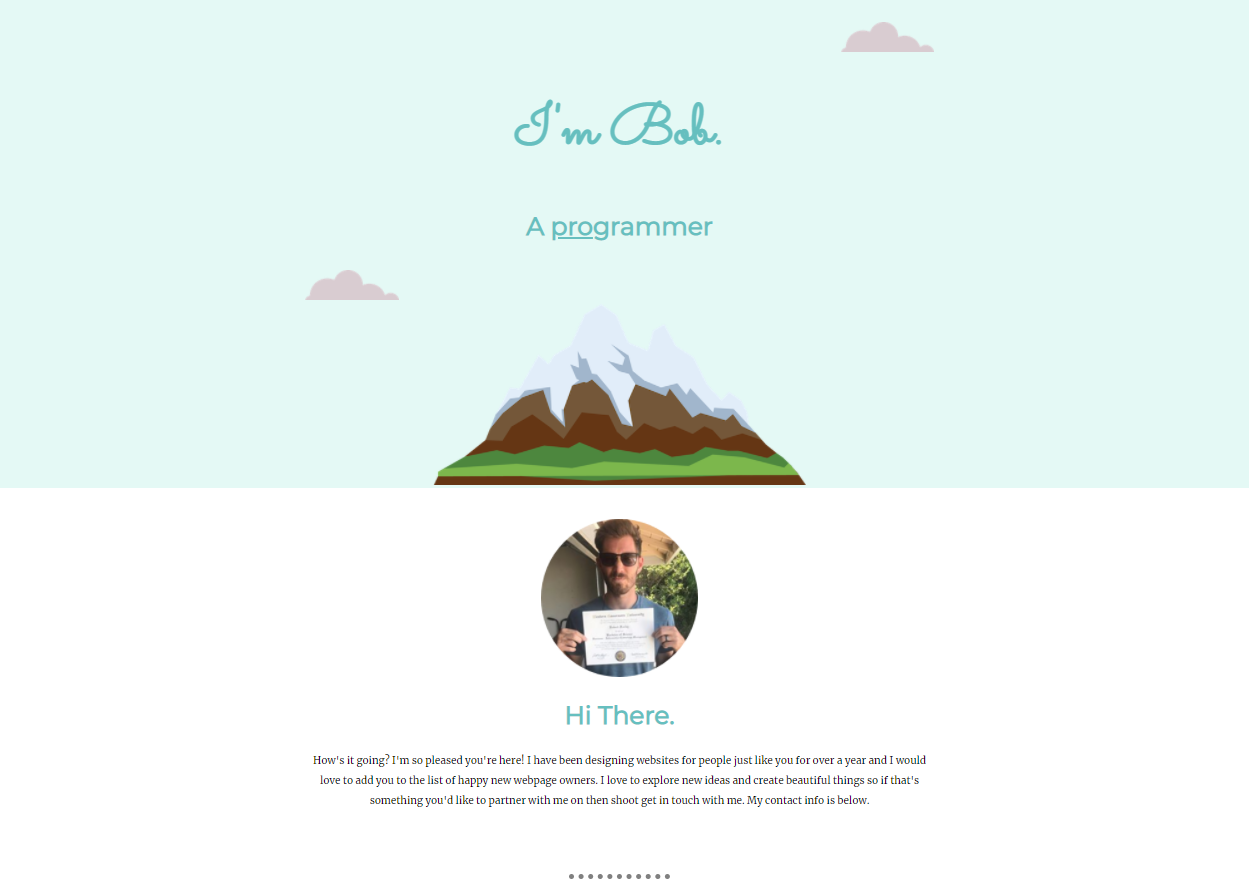 I'm Bob.
A programmer
Hi There.
How's it going? I'm so pleased you're here! I have been designing websites for people just like you for over a year and I would
love to add you to the list of happy new webpage owners. I love to explore new ideas and create beautiful things so if that's
something you'd like to partner with me on then shoot get in touch with me. My contact info is below.